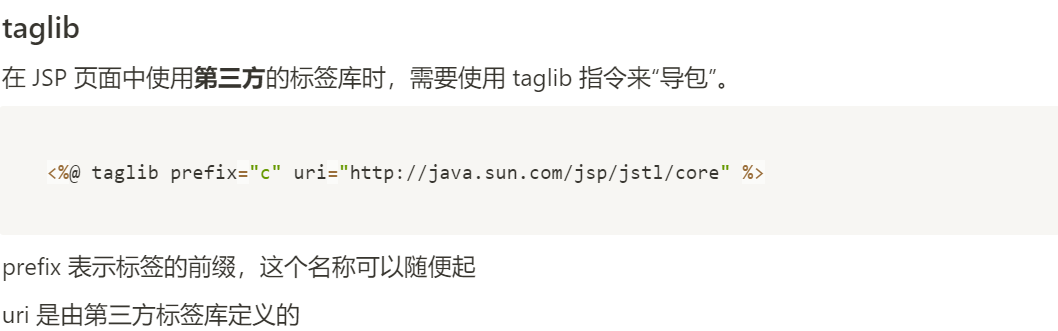 taglib
在 JSP 页面中使用第三方的标签库时，需要使用 taglib 指令来“导包”。
<%@ taglib prefix="c" uri="http://java.sun.com/jsp/jstl/core" %>
prefix 表示标签的前缀，这个名称可以随便起
uri 是由第三方标签库定义的